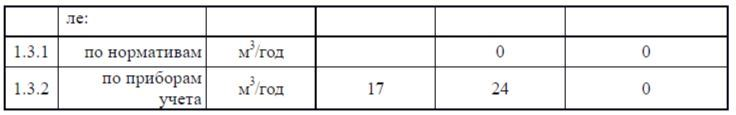 ле:
1.3.1 по нормативам м³/год 0 0
1.3.2 по приборам учета м³/год 17 24 0